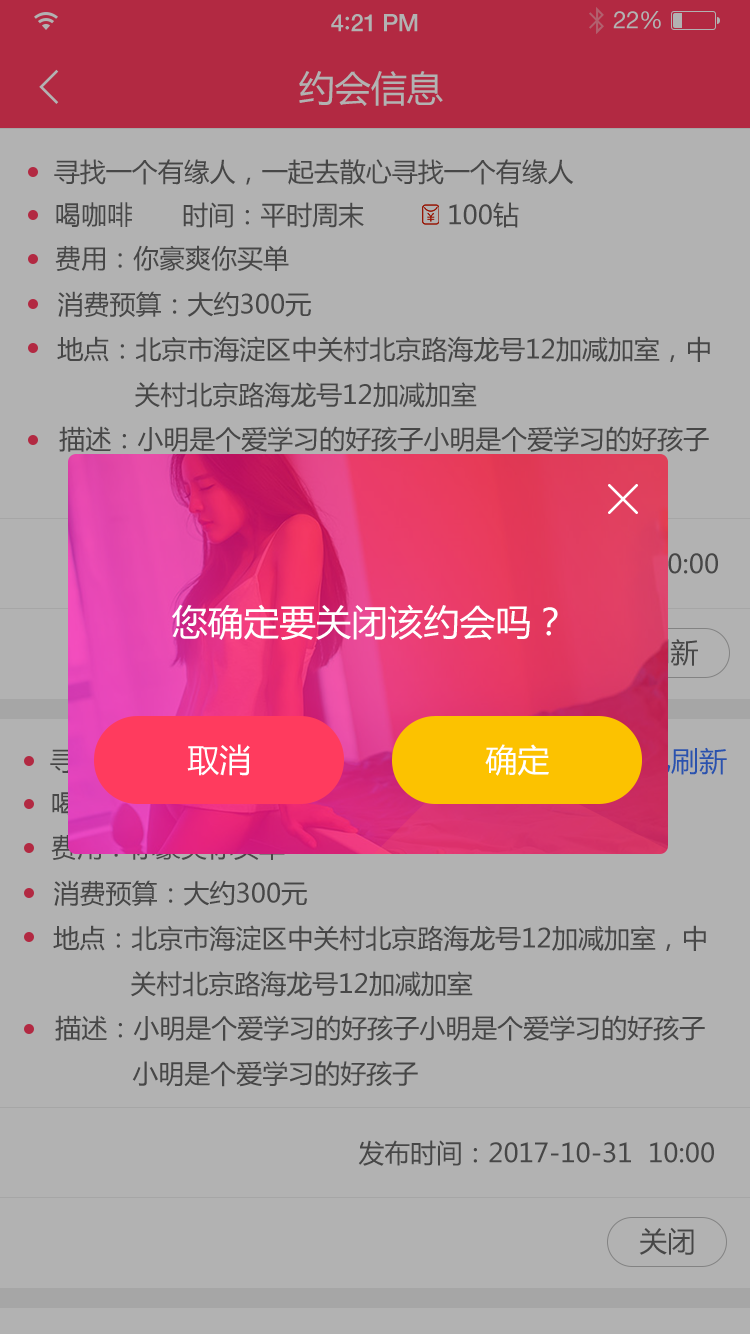 4:21 PM
22%
约会信息
寻找一个有缘人，一起去散心寻找一个有缘人
喝咖啡 时间：平时周末 100钻
费用：你豪爽你买单
消费预算：大约300元
地点：北京市海淀区中关村北京路海龙号12加减加室，中
关村北京路海龙号12加减加室
描述：小明是个爱学习的好孩子小明是个爱学习的好孩子
0:00
您确定要关闭该约会吗？
新
取消
确定
寻
刷新
喝
消费预算：大约300元
地点：北京市海淀区中关村北京路海龙号12加减加室，中
关村北京路海龙号12加减加室
描述：小明是个爱学习的好孩子小明是个爱学习的好孩子
小明是个爱学习的好孩子
发布时间：2017-10-31 10:00
关闭